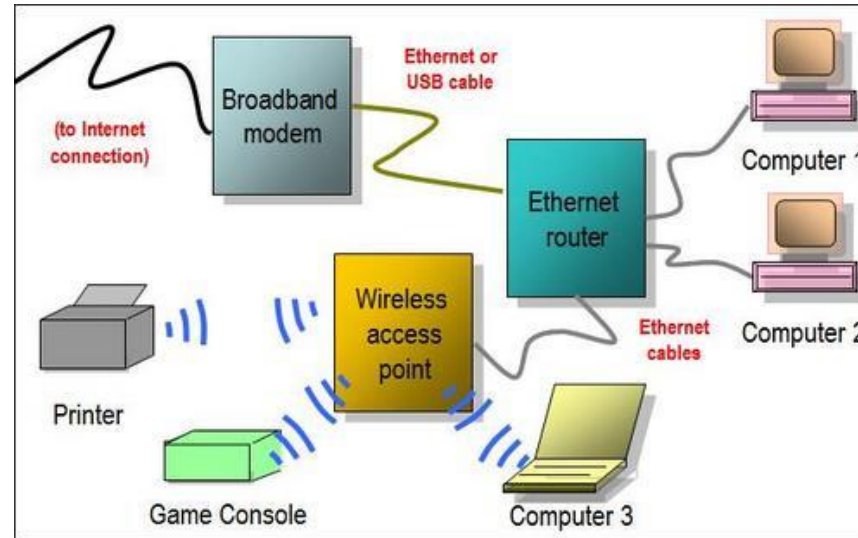 Ethernet or
USB cable
Broadband
modem
(to Internet
connection)
Computer 1
Ethernet
router
Wireless
access
point
Ethernet
cables
Computer 2
Printer
Game Console
Computer 3